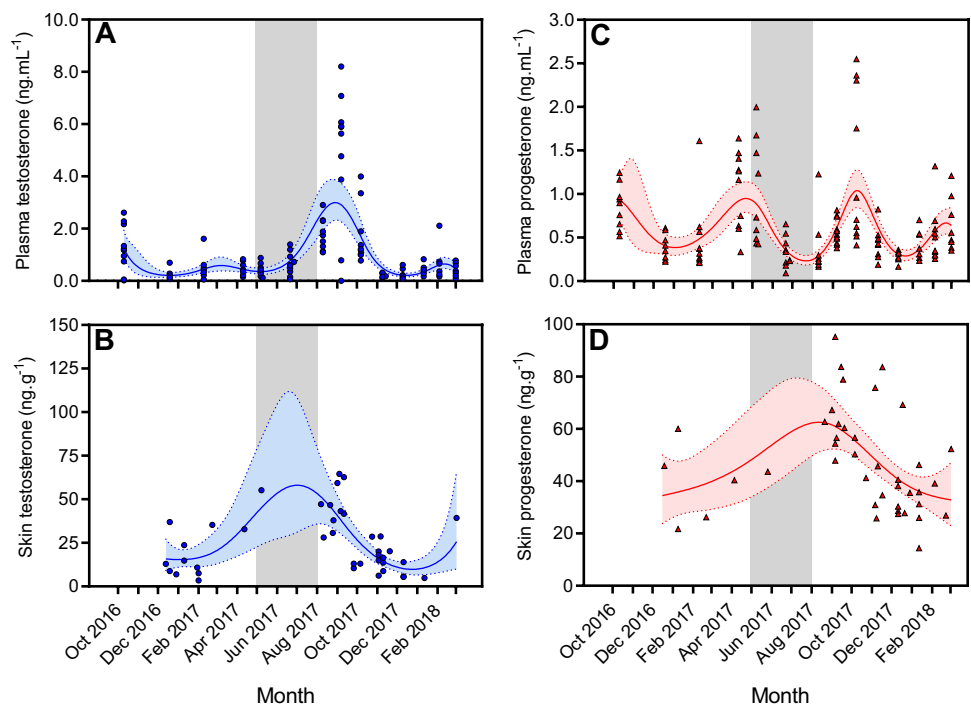 A
Plasma testosterone (ng.mL⁻¹)
10.0
8.0
6.0
4.0
2.0
0.0
C
Plasma progesterone (ng.mL⁻¹)
3.0
2.5
2.0
1.5
1.0
0.5
0.0
B
Skin testosterone (ng.g⁻¹)
150
125
100
75
50
25
0
Oct 2016
Dec 2016
Feb 2017
Apr 2017
Jun 2017
Aug 2017
Oct 2017
Dec 2017
Feb 2018
Month
D
Skin progesterone (ng.g⁻¹)
100
80
60
40
20
0
Oct 2016
Dec 2016
Feb 2017
Apr 2017
Jun 2017
Aug 2017
Oct 2017
Dec 2017
Feb 2018
Month